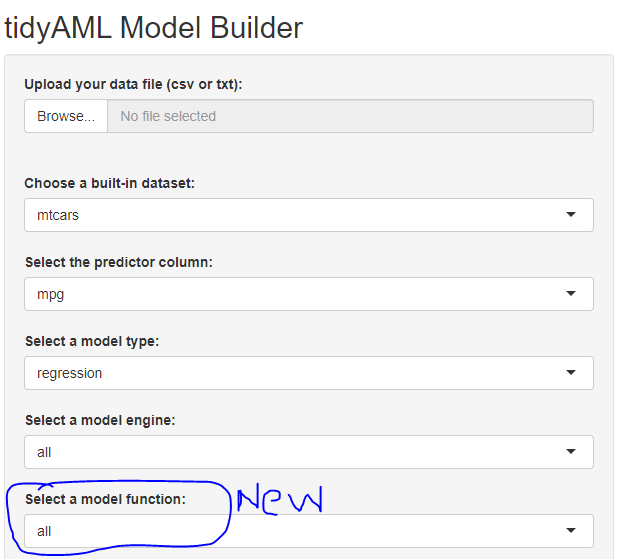 tidyAML Model Builder
Upload your data file (csv or txt):
Browse... No file selected
Choose a built-in dataset:
mtcars
Select the predictor column:
mpg
Select a model type:
regression
Select a model engine:
all
Select a model function: New
all